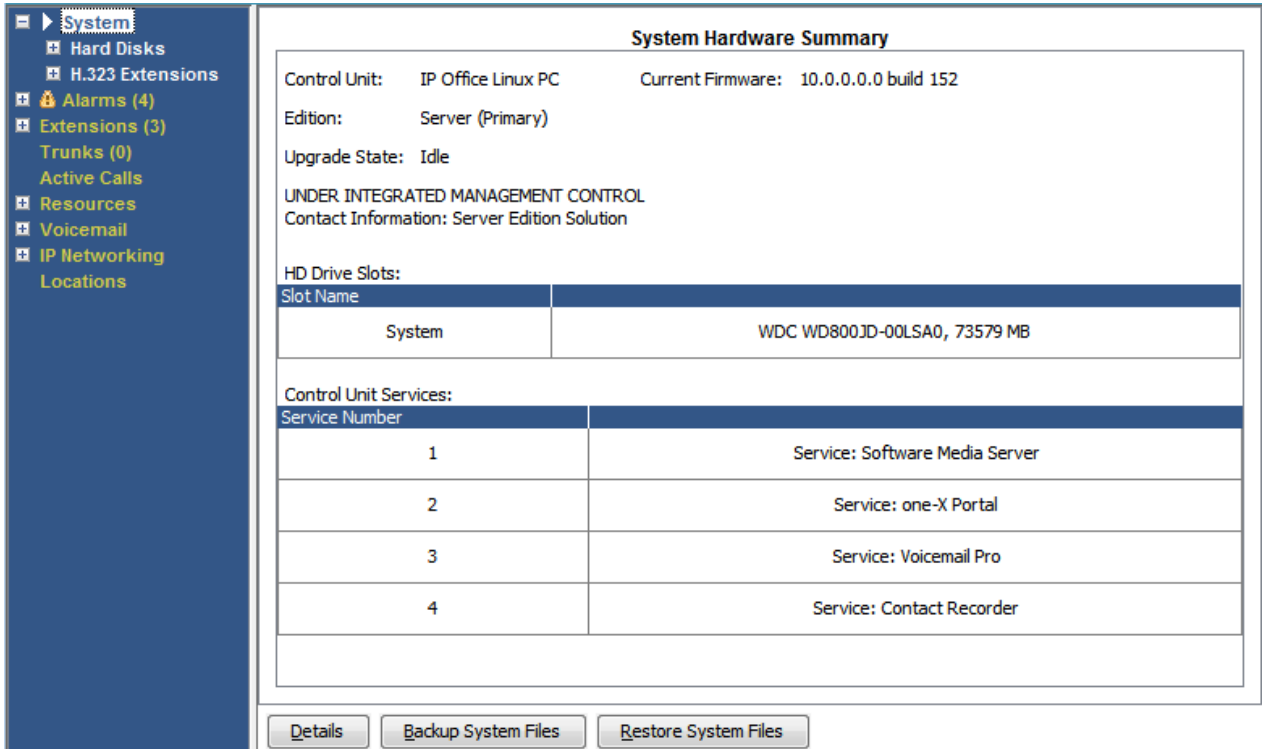 System
Hard Disks
H.323 Extensions
Alarms (4)
Extensions (3)
Trunks (0)
Active Calls
Resources
Voicemail
IP Networking
Locations
System Hardware Summary
Control Unit: IP Office Linux PC Current Firmware: 10.0.0.0.0 build 152
Edition: Server (Primary)
Upgrade State: Idle
UNDER INTEGRATED MANAGEMENT CONTROL
Contact Information: Server Edition Solution
HD Drive Slots:
Slot Name
System WDC WD800JD-00LSA0, 73579 MB
Control Unit Services:
Service Number
1 Service: Software Media Server
2 Service: one-X Portal
3 Service: Voicemail Pro
4 Service: Contact Recorder
Details Backup System Files Restore System Files